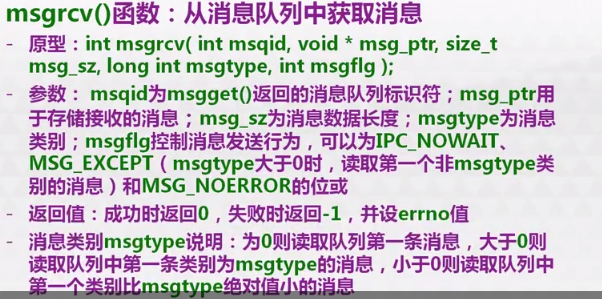 msgrcv()函数：从消息队列中获取消息
- 原型：int msgrcv( int msqid, void * msg_ptr, size_t
msg_sz, long int msgtype, int msgflg );
- 参数： msqid为msgget()返回的消息队列标识符；msg_ptr用
于存储接收的消息；msg_sz为消息数据长度；msgtype为消息
类别；msgflg控制消息发送行为，可以为IPC_NOWAIT、
MSG_EXCEPT（msgtype大于0时，读取第一个非msgtype类
别的消息）和MSG_NOERROR的位或
- 返回值：成功时返回0，失败时返回-1，并设errno值
- 消息类别msgtype说明：为0则读取队列第一条消息，大于0则
读取队列中第一条类别为msgtype的消息，小于0则读取队列中
第一个类别比msgtype绝对值小的消息